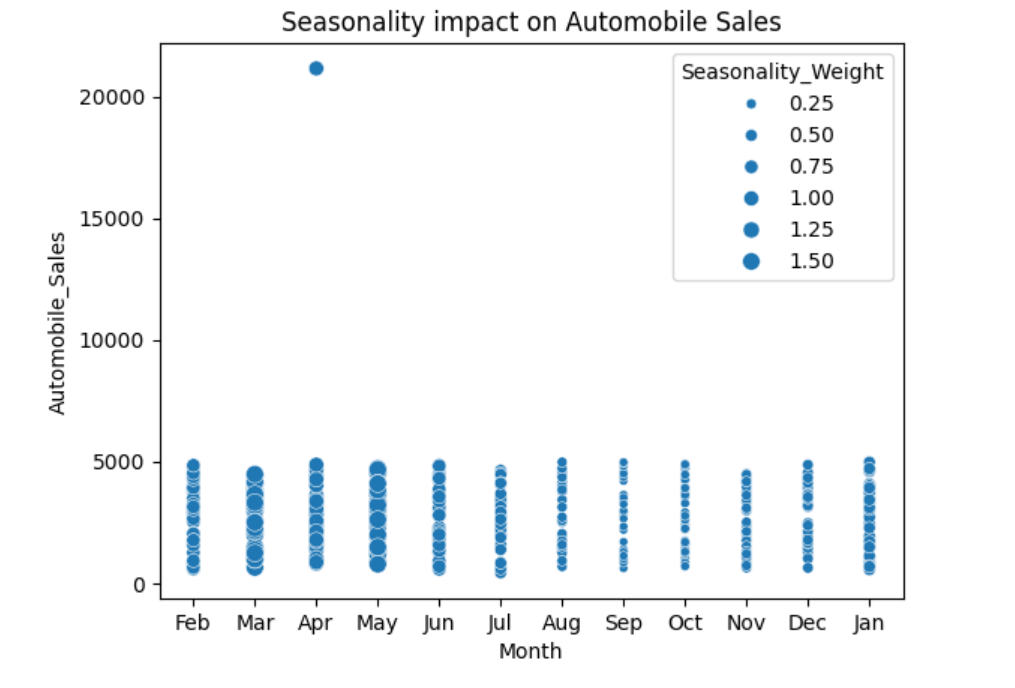 Seasonality impact on Automobile Sales
Seasonality_Weight
0.25
0.50
0.75
1.00
1.25
1.50
Automobile_Sales
20000
15000
10000
5000
0
Feb Mar Apr May Jun Jul Aug Sep Oct Nov Dec Jan
Month